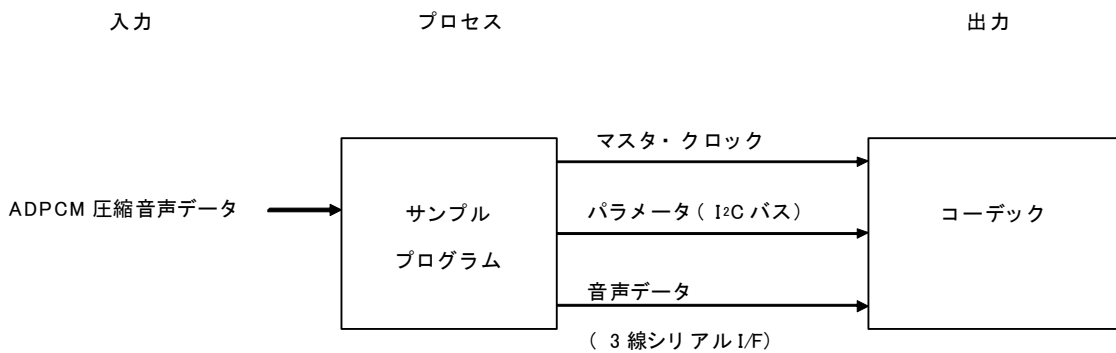 入力
プロセス
出力
マスタ・クロック
ADPCM 圧縮音声データ
サンプル
プログラム
パラメータ( I²C バス)
コーデック
音声データ
( 3 線シリアル I/F)